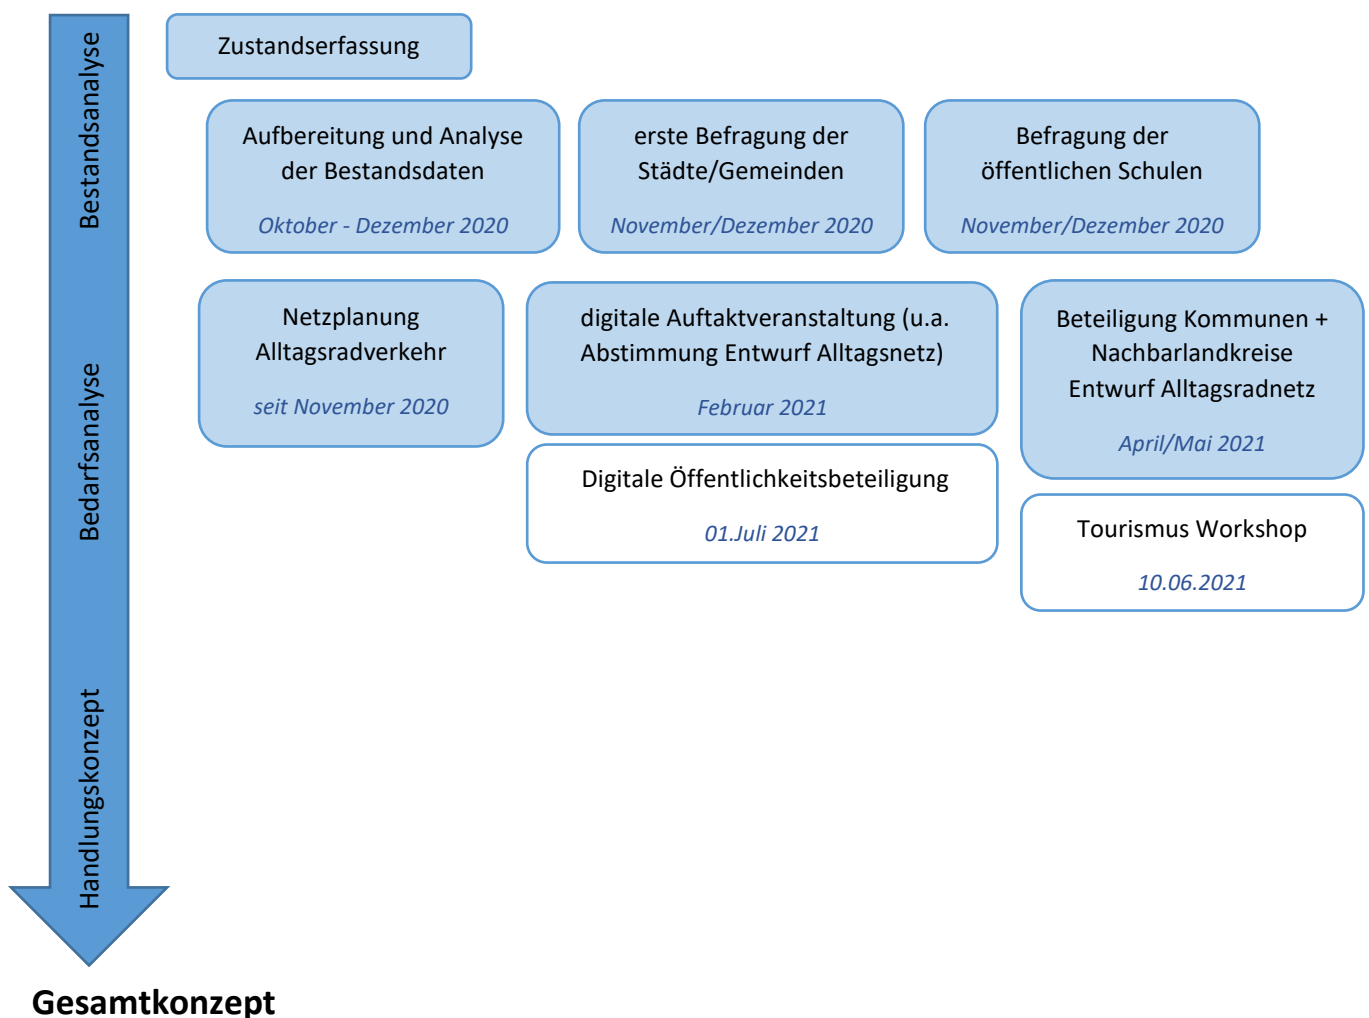 Bestandsanalyse
Zustandserfassung
Aufbereitung und Analyse
der Bestandsdaten
Oktober - Dezember 2020
erste Befragung der
Städte/Gemeinden
November/Dezember 2020
Befragung der
öffentlichen Schulen
November/Dezember 2020
Bedarfsanalyse
Netzplanung
Alltagsradverkehr
seit November 2020
digitale Auftaktveranstaltung (u.a.
Abstimmung Entwurf Alltagsnetz)
Februar 2021
Beteiligung Kommunen +
Nachbarlandkreise
Entwurf Alltagsradnetz
April/Mai 2021
Digitale Öffentlichkeitsbeteiligung
01.Juli 2021
Tourismus Workshop
10.06.2021
Handlungskonzept
Gesamtkonzept